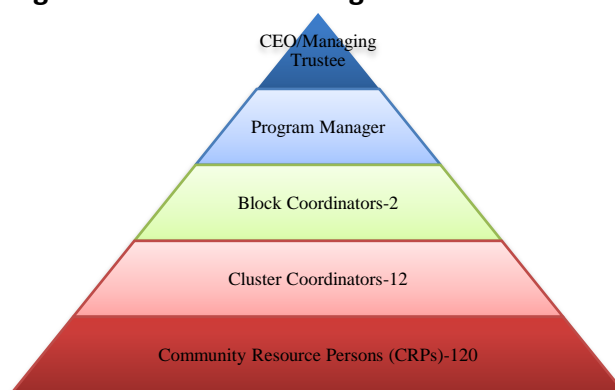 CEO/Managing
Trustee
Program Manager
Block Coordinators-2
Cluster Coordinators-12
Community Resource Persons (CRPs)-120